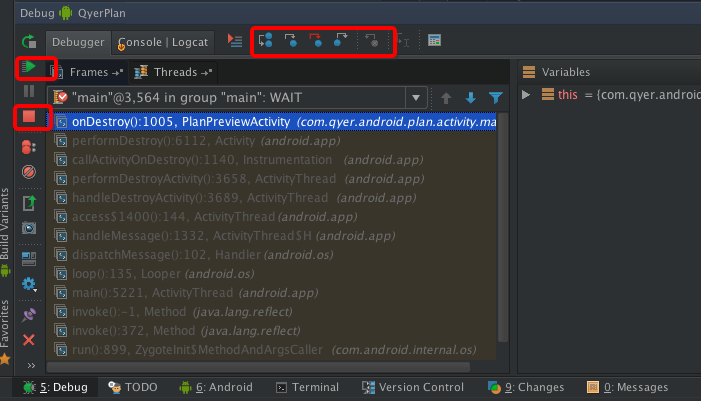 Debug QyerPlan
Debugger Console | Logcat
Frames Threads Variables
"main"@3,564 in group "main": WAIT
this = {com.qyer.android
onDestroy():1005, PlanPreviewActivity (com.qyer.android.plan.activity.ma
performDestroy():6112, Activity (android.app)
callActivityOnDestroy():1140, Instrumentation (android.app)
performDestroyActivity():3658, ActivityThread (android.app)
handleDestroyActivity():3689, ActivityThread (android.app)
access$1400():144, ActivityThread (android.app)
handleMessage():1332, ActivityThread$H (android.app)
dispatchMessage():102, Handler (android.os)
loop():135, Looper (android.os)
main():5221, ActivityThread (android.app)
invoke():-1, Method (java.lang.reflect)
invoke():372, Method (java.lang.reflect)
run():899, ZygoteInit$MethodAndArgsCaller (com.android.internal.os)
Build Variants
Favorites
5: Debug TODO 6: Android Terminal Version Control 9: Changes 0: Messages